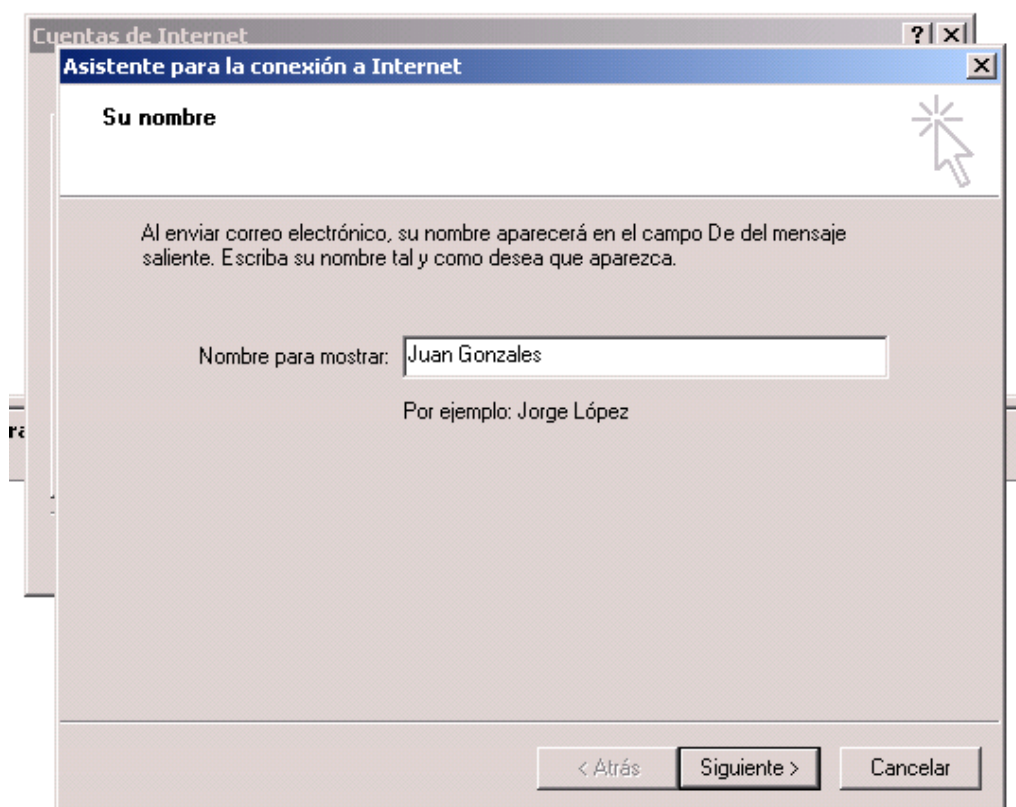 Cuentas de Internet
Asistente para la conexión a Internet
Su nombre
Al enviar correo electrónico, su nombre aparecerá en el campo De del mensaje
saliente. Escriba su nombre tal y como desea que aparezca.
Nombre para mostrar: Juan Gonzales
Por ejemplo: Jorge López
ra
< Atrás Siguiente > Cancelar